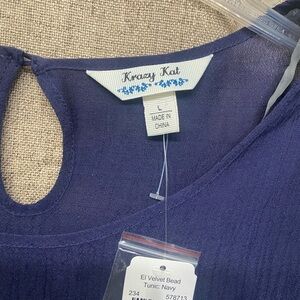 Krazy Kat
L
MADE IN
CHINA
El Velvet Bead
Tunic: Navy
234
578713